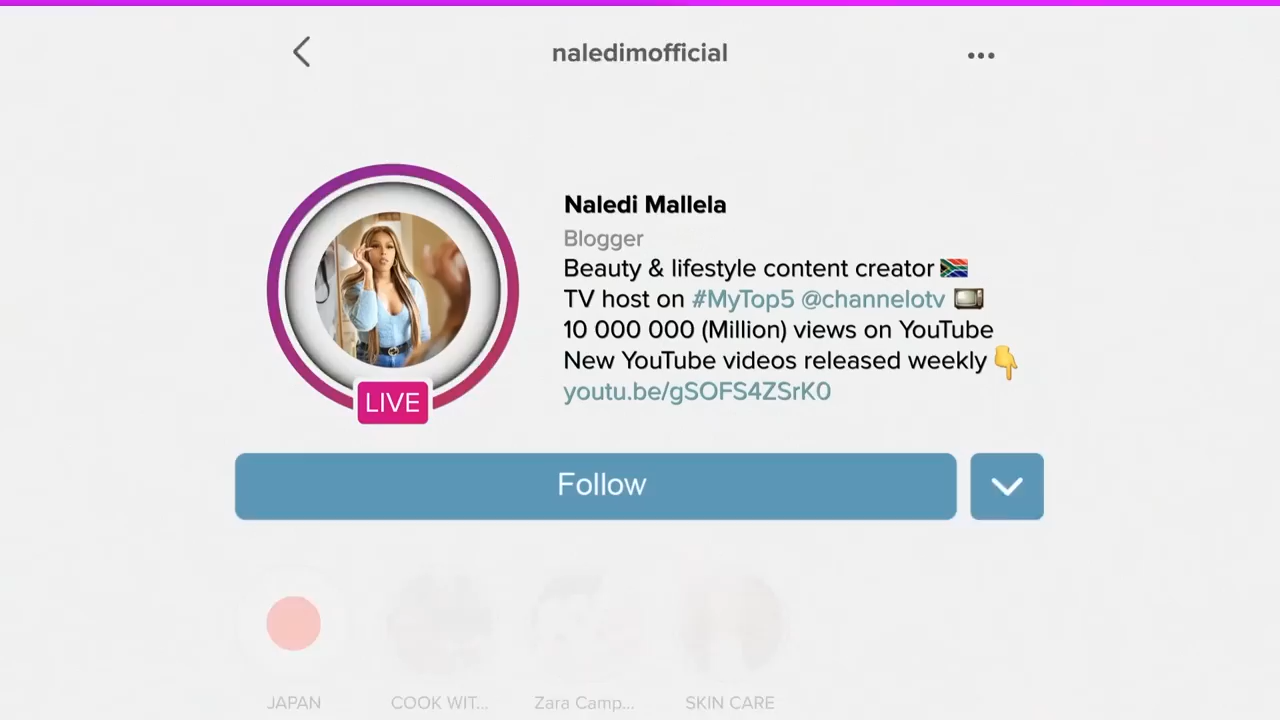 naledimofficial
Naledi Mallela
Blogger
Beauty & lifestyle content creator 🇿🇦
TV host on #MyTop5 @channelotv 📺
10 000 000 (Million) views on YouTube
New YouTube videos released weekly 👇
youtu.be/gSOFS4ZSrK0
LIVE
Follow
JAPAN COOK WIT... Zara Camp... SKIN CARE